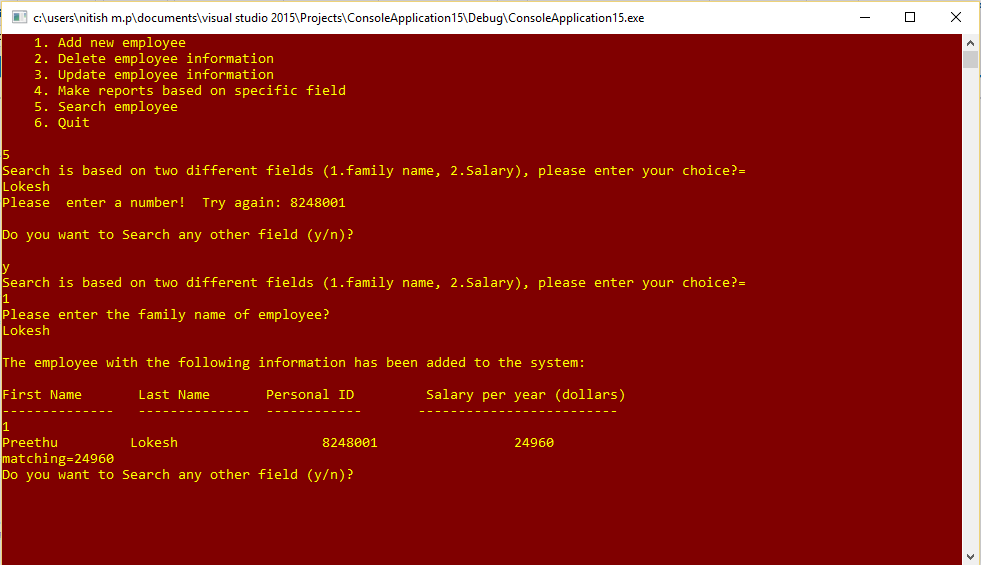 c:\users\nitish m.p\documents\visual studio 2015\Projects\ConsoleApplication15\Debug\ConsoleApplication15.exe
1. Add new employee
2. Delete employee information
3. Update employee information
4. Make reports based on specific field
5. Search employee
6. Quit
5
Search is based on two different fields (1.family name, 2.Salary), please enter your choice?=
Lokesh
Please  enter a number!  Try again: 8248001
Do you want to Search any other field (y/n)?
y
Search is based on two different fields (1.family name, 2.Salary), please enter your choice?=
1
Please enter the family name of employee?
Lokesh
The employee with the following information has been added to the system:
First Name       Last Name       Personal ID         Salary per year (dollars)
--------------   --------------  ------------       -------------------------
1
Preethu         Lokesh                  8248001                 24960
matching=24960
Do you want to Search any other field (y/n)?